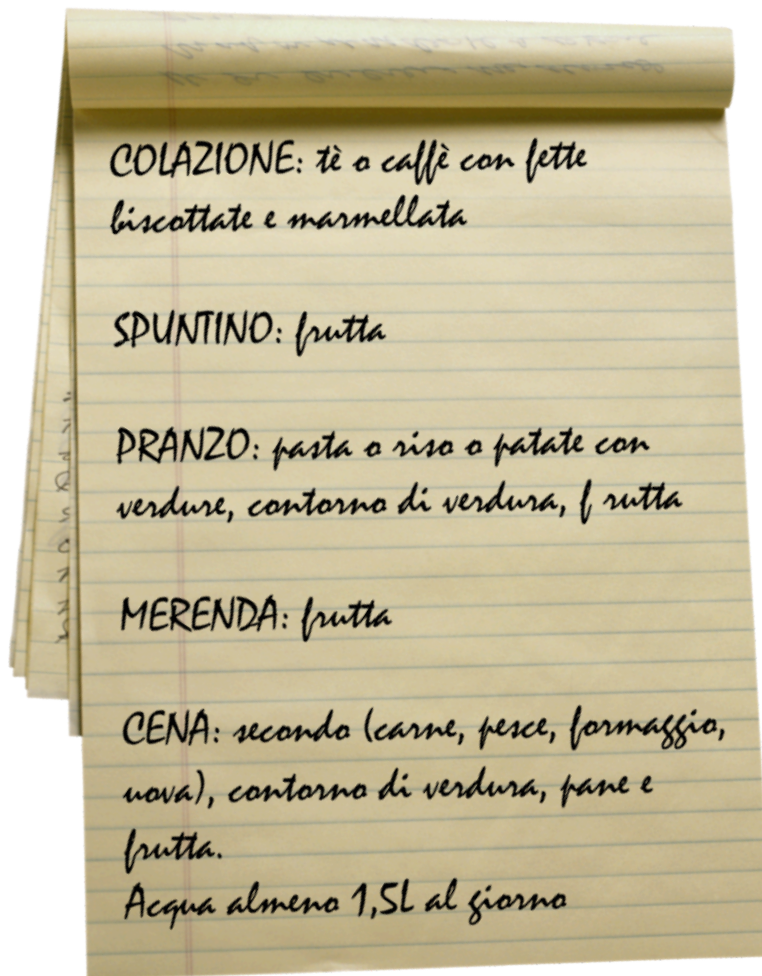 COLAZIONE: tè o caffè con fette
biscottate e marmellata
SPUNTINO: frutta
PRANZO: pasta o riso o patate con
verdure, contorno di verdura, f rutta
MERENDA: frutta
CENA: secondo (carne, pesce, formaggio,
uova), contorno di verdura, pane e
frutta.
Acqua almeno 1,5L al giorno